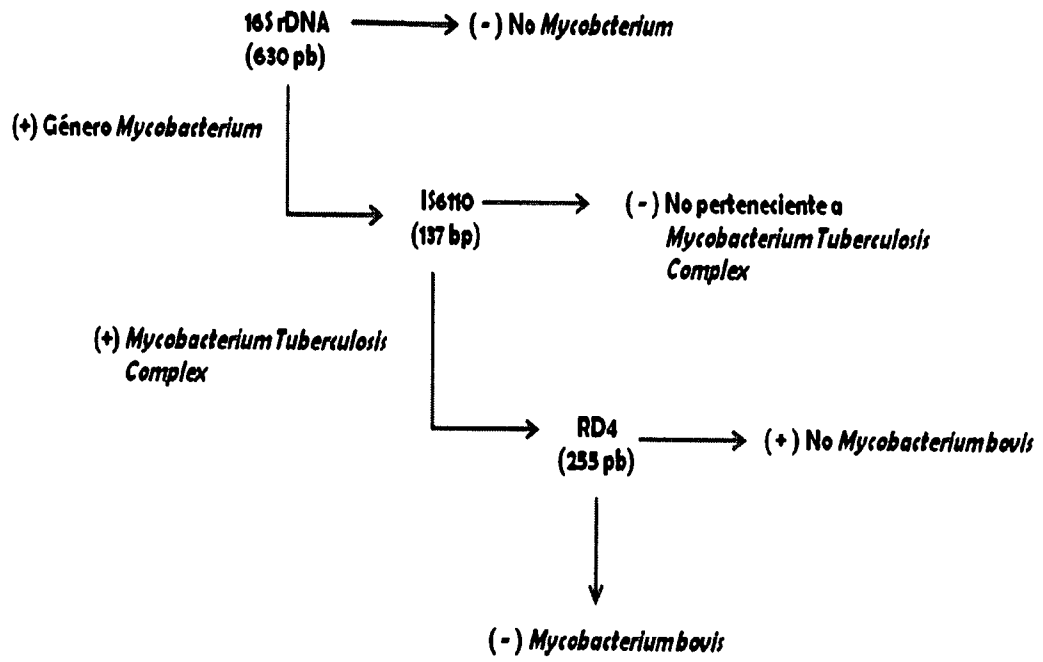 16S rDNA
(630 pb)
(-) No Mycobcterium
(+) Género Mycobacterium
IS6110
(137 bp)
(-) No perteneciente a
Mycobacterium Tuberculosis
Complex
(+) Mycobacterium Tuberculosis
Complex
RD4
(255 pb)
(+) No Mycobacterium bovis
(-) Mycobacterium bovis